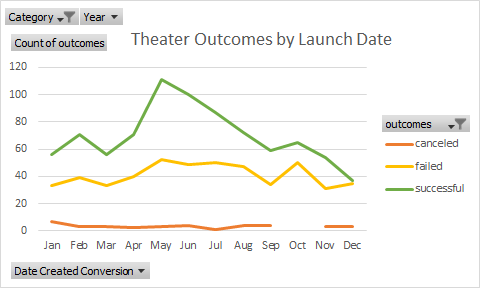 Category Year
Count of outcomes
Theater Outcomes by Launch Date
120
100
80
60
40
20
0
Jan Feb Mar Apr May Jun Jul Aug Sep Oct Nov Dec
outcomes
canceled
failed
successful
Date Created Conversion